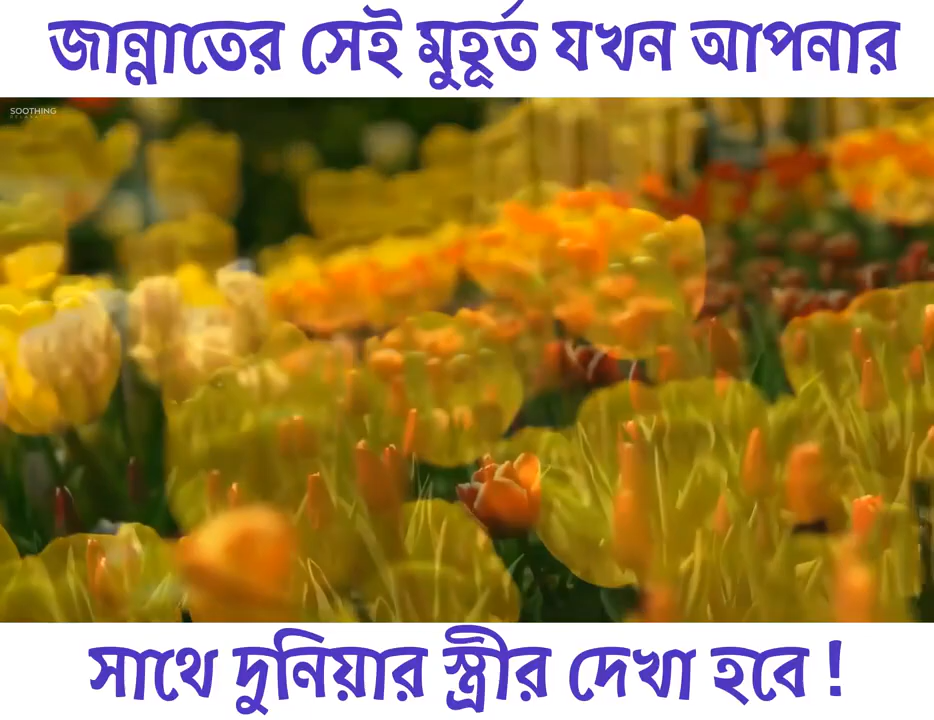 জান্নাতের সেই মুহূর্ত যখন আপনার
SOOTHING
সাথে দুনিয়ার স্ত্রীর দেখা হবে !